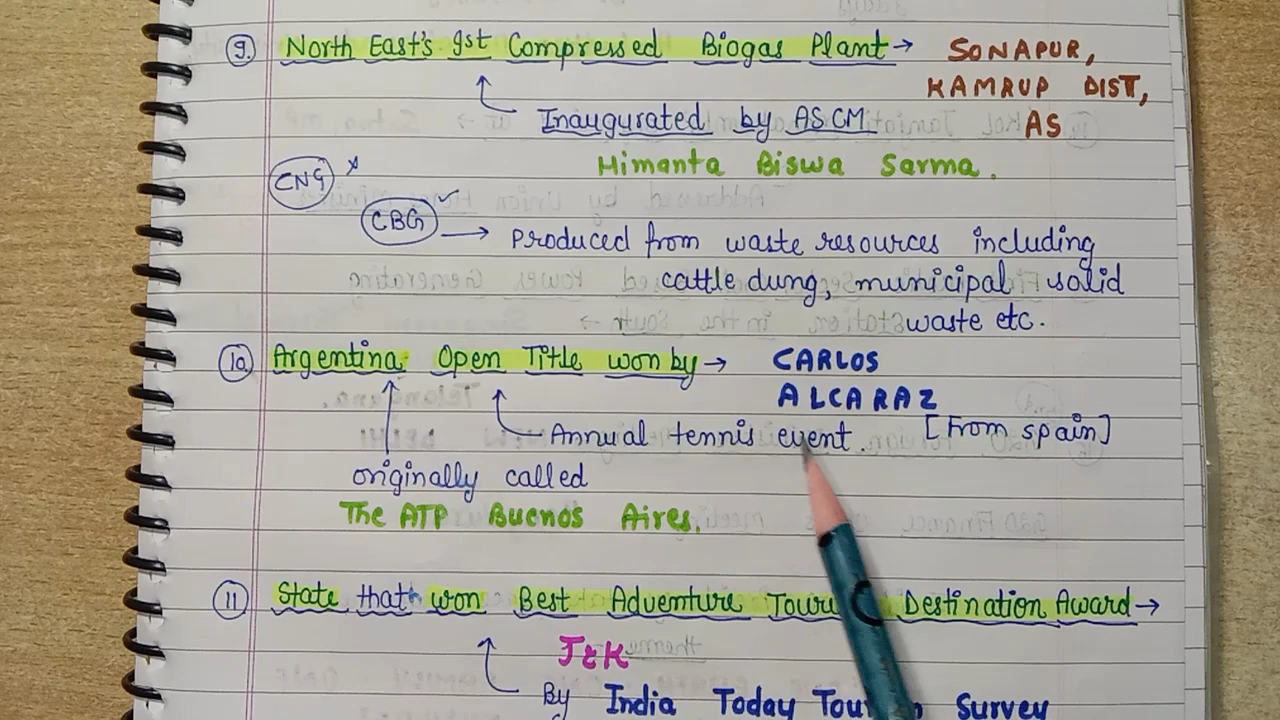 9. North East's 1st Compressed Biogas Plant → SONAPUR,
KAMRUP DIST,
Inaugurated by AS CM AS
Himanta Biswa Sarma.
CNG ×
CBG ✓ → Produced from waste resources including
cattle dung, municipal solid
waste etc.
10. Argentina Open Title won by → CARLOS
ALCARAZ
Annual tennis event. [From spain]
originally called
The ATP Buenos Aires.
11 State that won Best Adventure Destination Award →
J&K
By India Today Survey